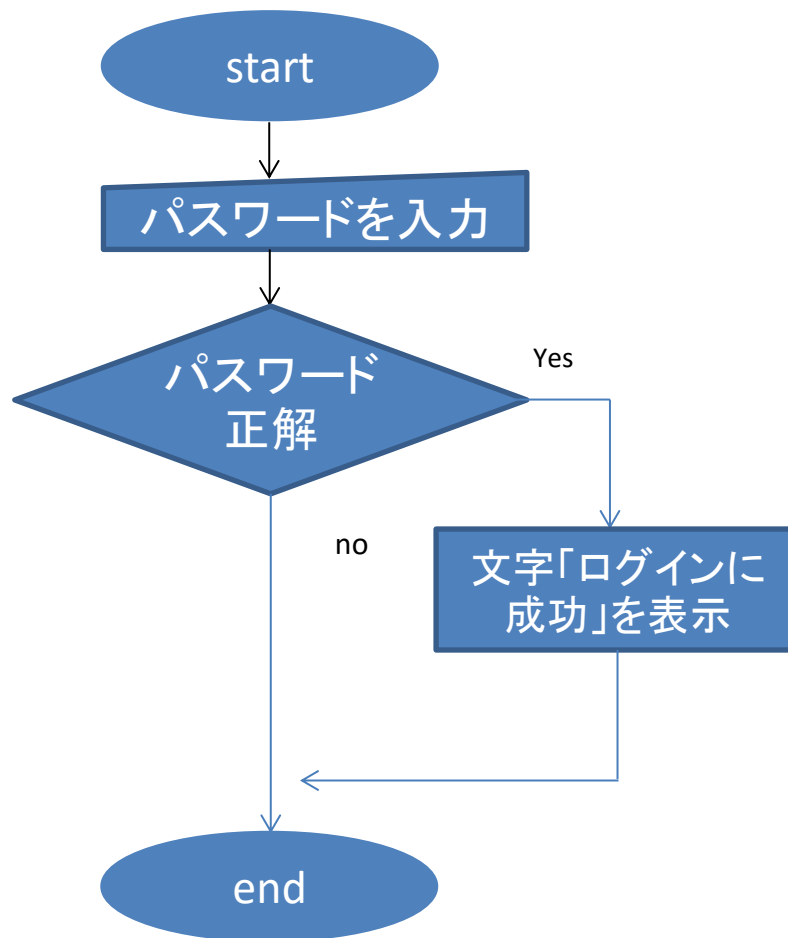 start
パスワードを入力
パスワード
正解
Yes
no
文字「ログインに
成功」を表示
end